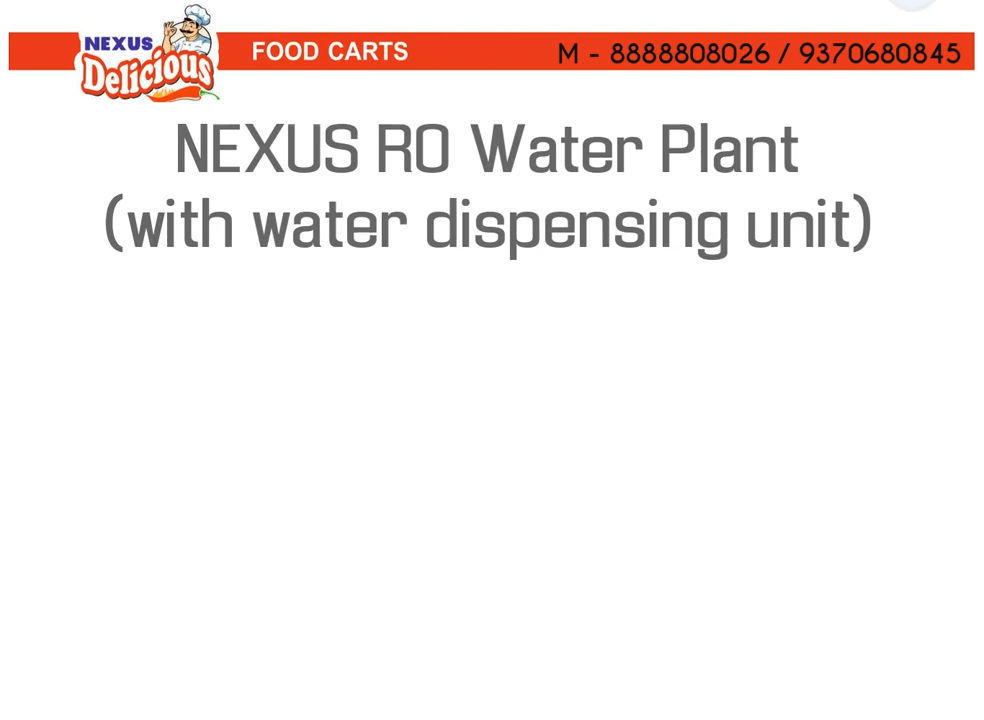 NEXUS
Delicious
FOOD CARTS
M - 8888808026 / 9370680845
NEXUS RO Water Plant
(with water dispensing unit)